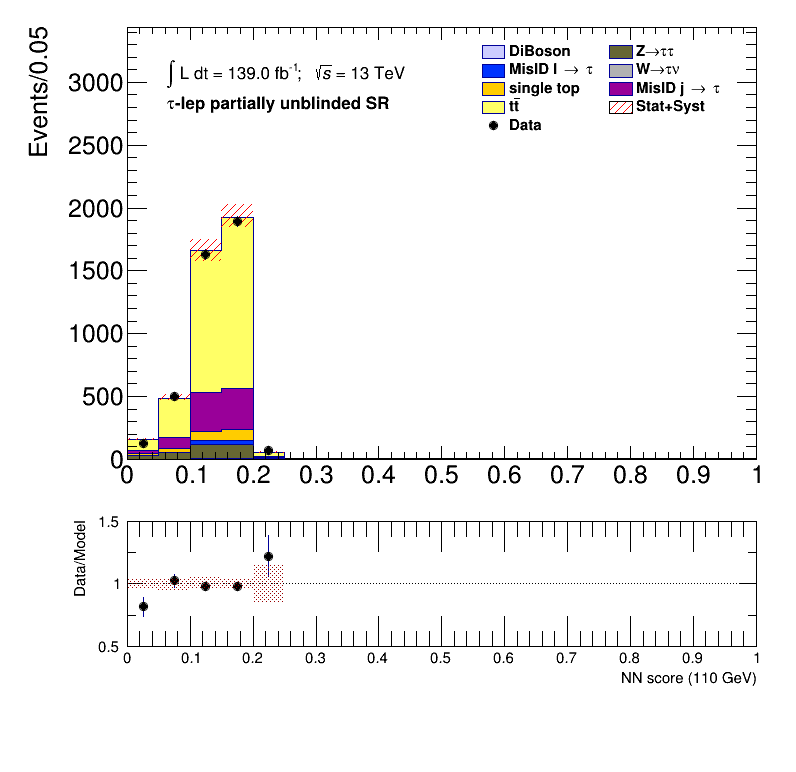 Events/0.05
3000
2500
2000
1500
1000
500
0
∫ L dt = 139.0 fb⁻¹; √s = 13 TeV
τ-lep partially unblinded SR
DiBoson
MisID l → τ
single top
tt̄
Data
Z→ττ
W→τν
MisID j → τ
Stat+Syst
0 0.1 0.2 0.3 0.4 0.5 0.6 0.7 0.8 0.9 1
Data/Model
1.5
1
0.5
0 0.1 0.2 0.3 0.4 0.5 0.6 0.7 0.8 0.9 1
NN score (110 GeV)